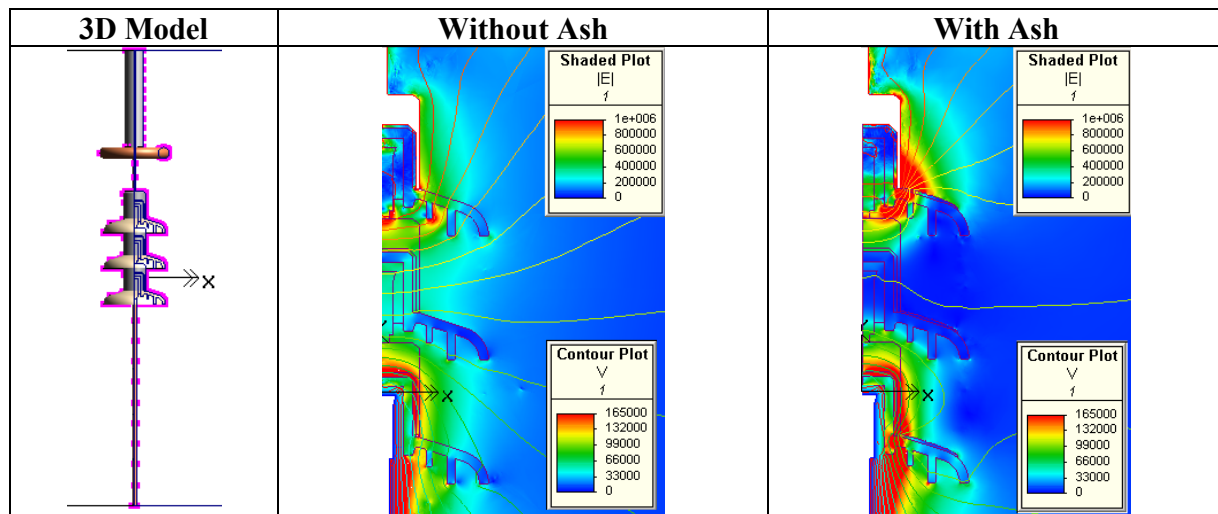 3D Model
Without Ash
With Ash
x
Shaded Plot
|E|
1
1e+006
800000
600000
400000
200000
0
x
Contour Plot
V
1
165000
132000
99000
66000
33000
0
Shaded Plot
|E|
1
1e+006
800000
600000
400000
200000
0
x
Contour Plot
V
1
165000
132000
99000
66000
33000
0